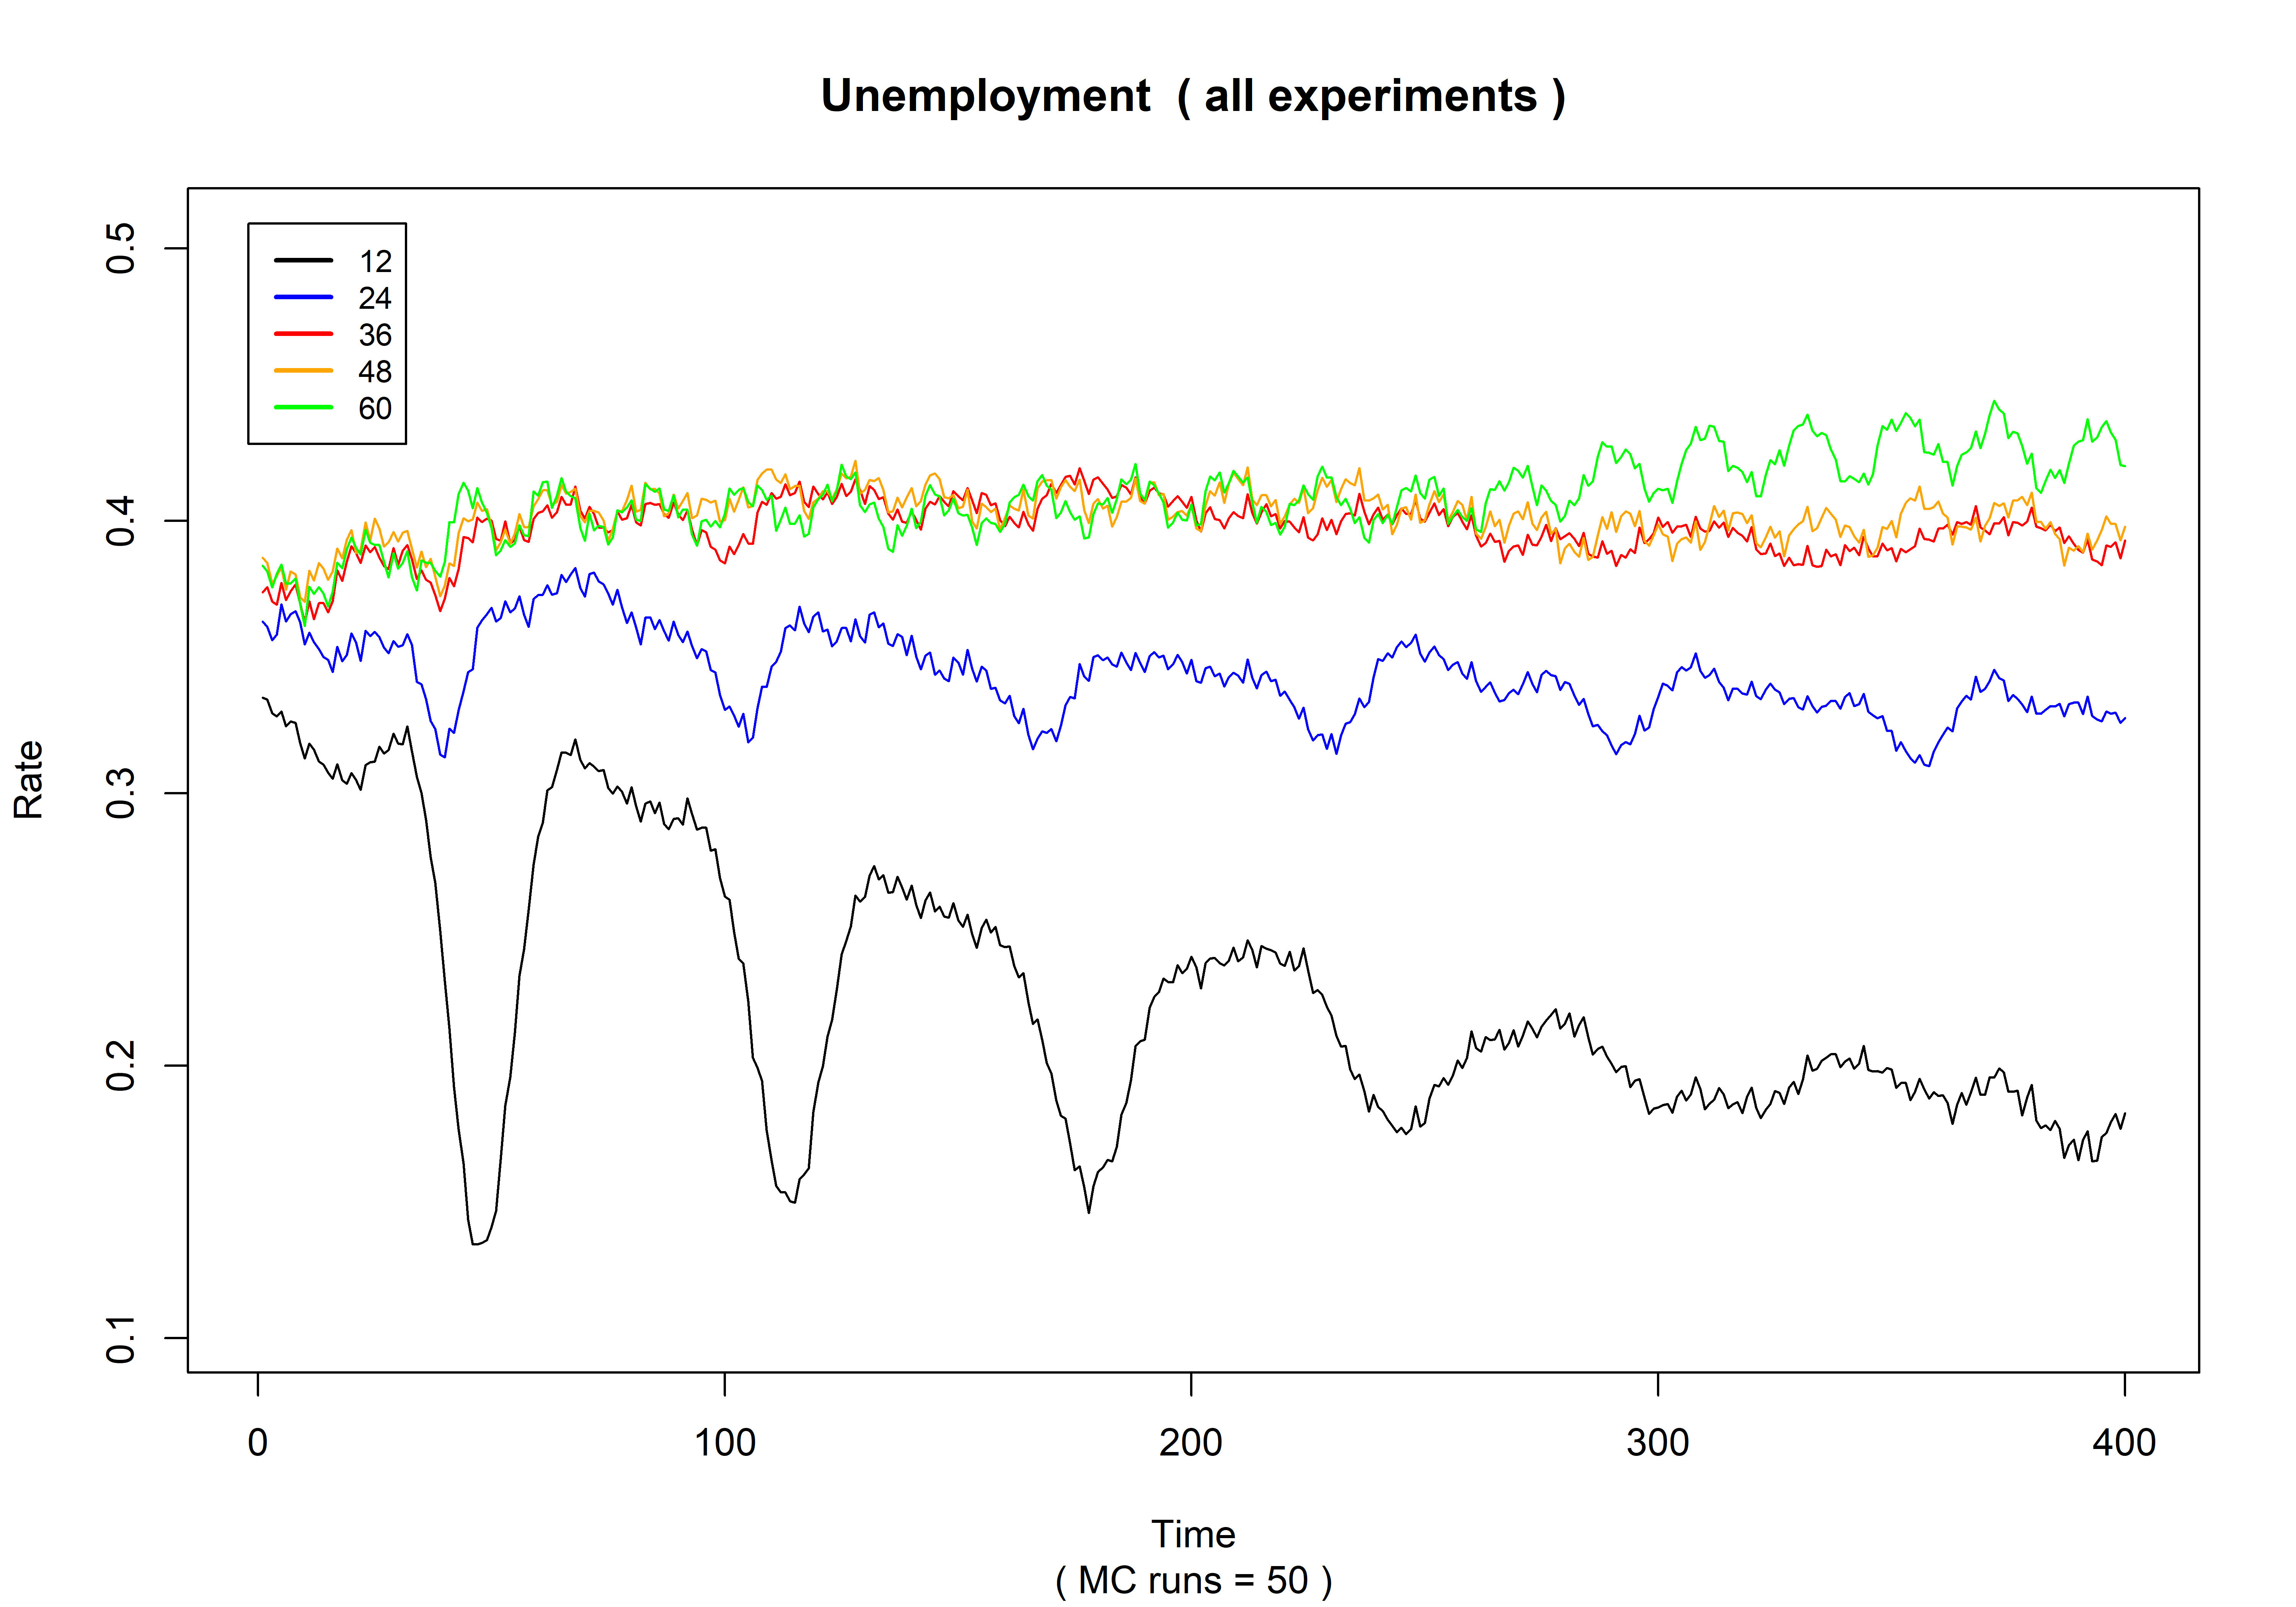 Unemployment ( all experiments )
0.5
12
24
36
48
60
0.4
0.3
Rate
0.2
0.1
0 100 200 300 400
Time
( MC runs = 50 )